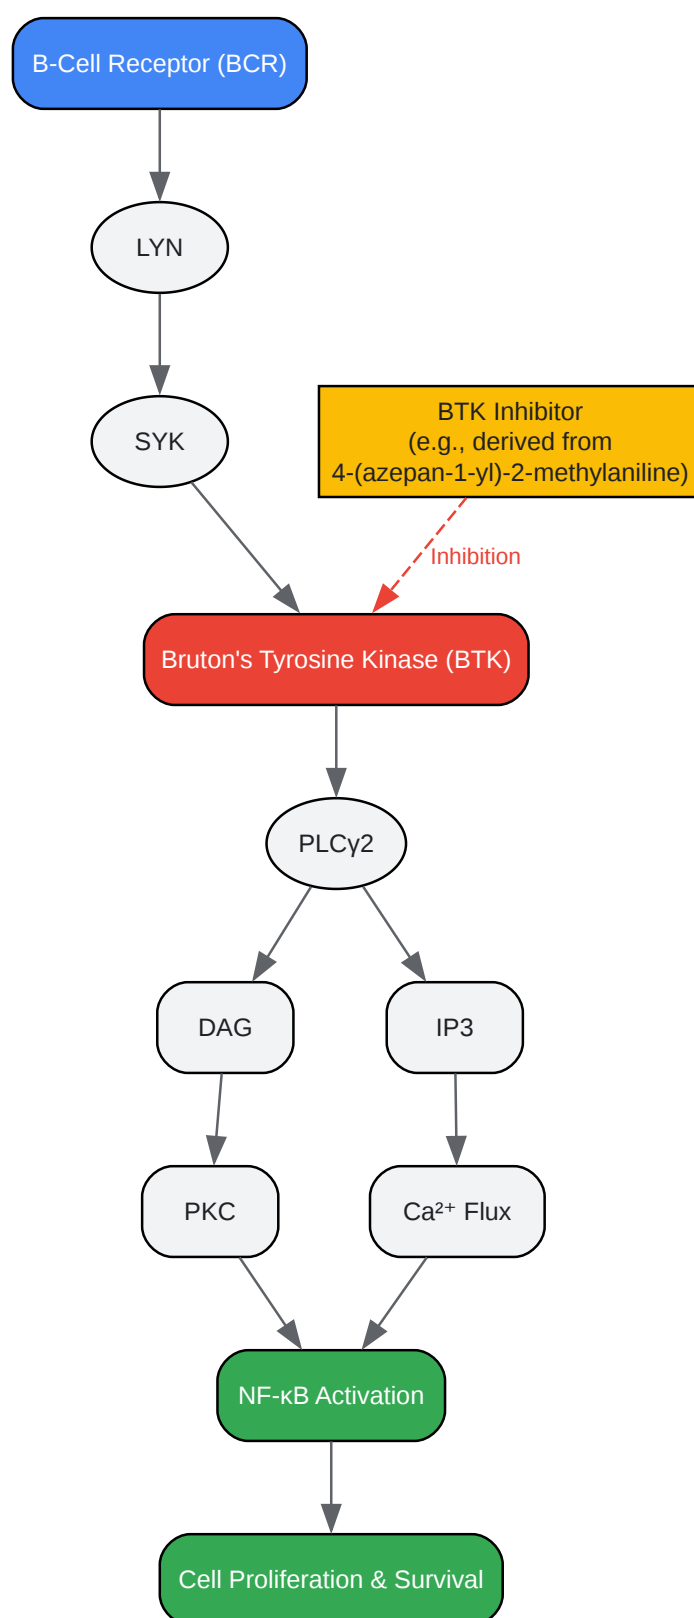 B-Cell Receptor (BCR)
LYN
SYK
BTK Inhibitor
(e.g., derived from
4-(azepan-1-yl)-2-methylaniline)
Inhibition
Bruton's Tyrosine Kinase (BTK)
PLCγ2
DAG
IP3
PKC
Ca²⁺ Flux
NF-κB Activation
Cell Proliferation & Survival